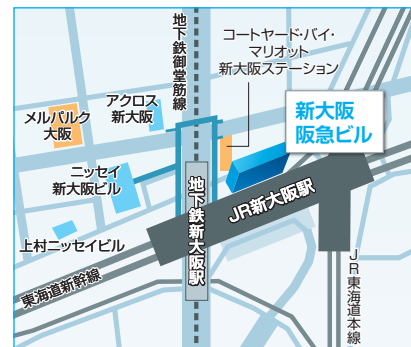 地下鉄御堂筋線
コートヤード・バイ・
マリオット
新大阪ステーション
アクロス
新大阪
メルパルク
大阪
新大阪
阪急ビル
ニッセイ
新大阪ビル
地下鉄新大阪駅
JR新大阪駅
上村ニッセイビル
東海道新幹線
JR東海道本線